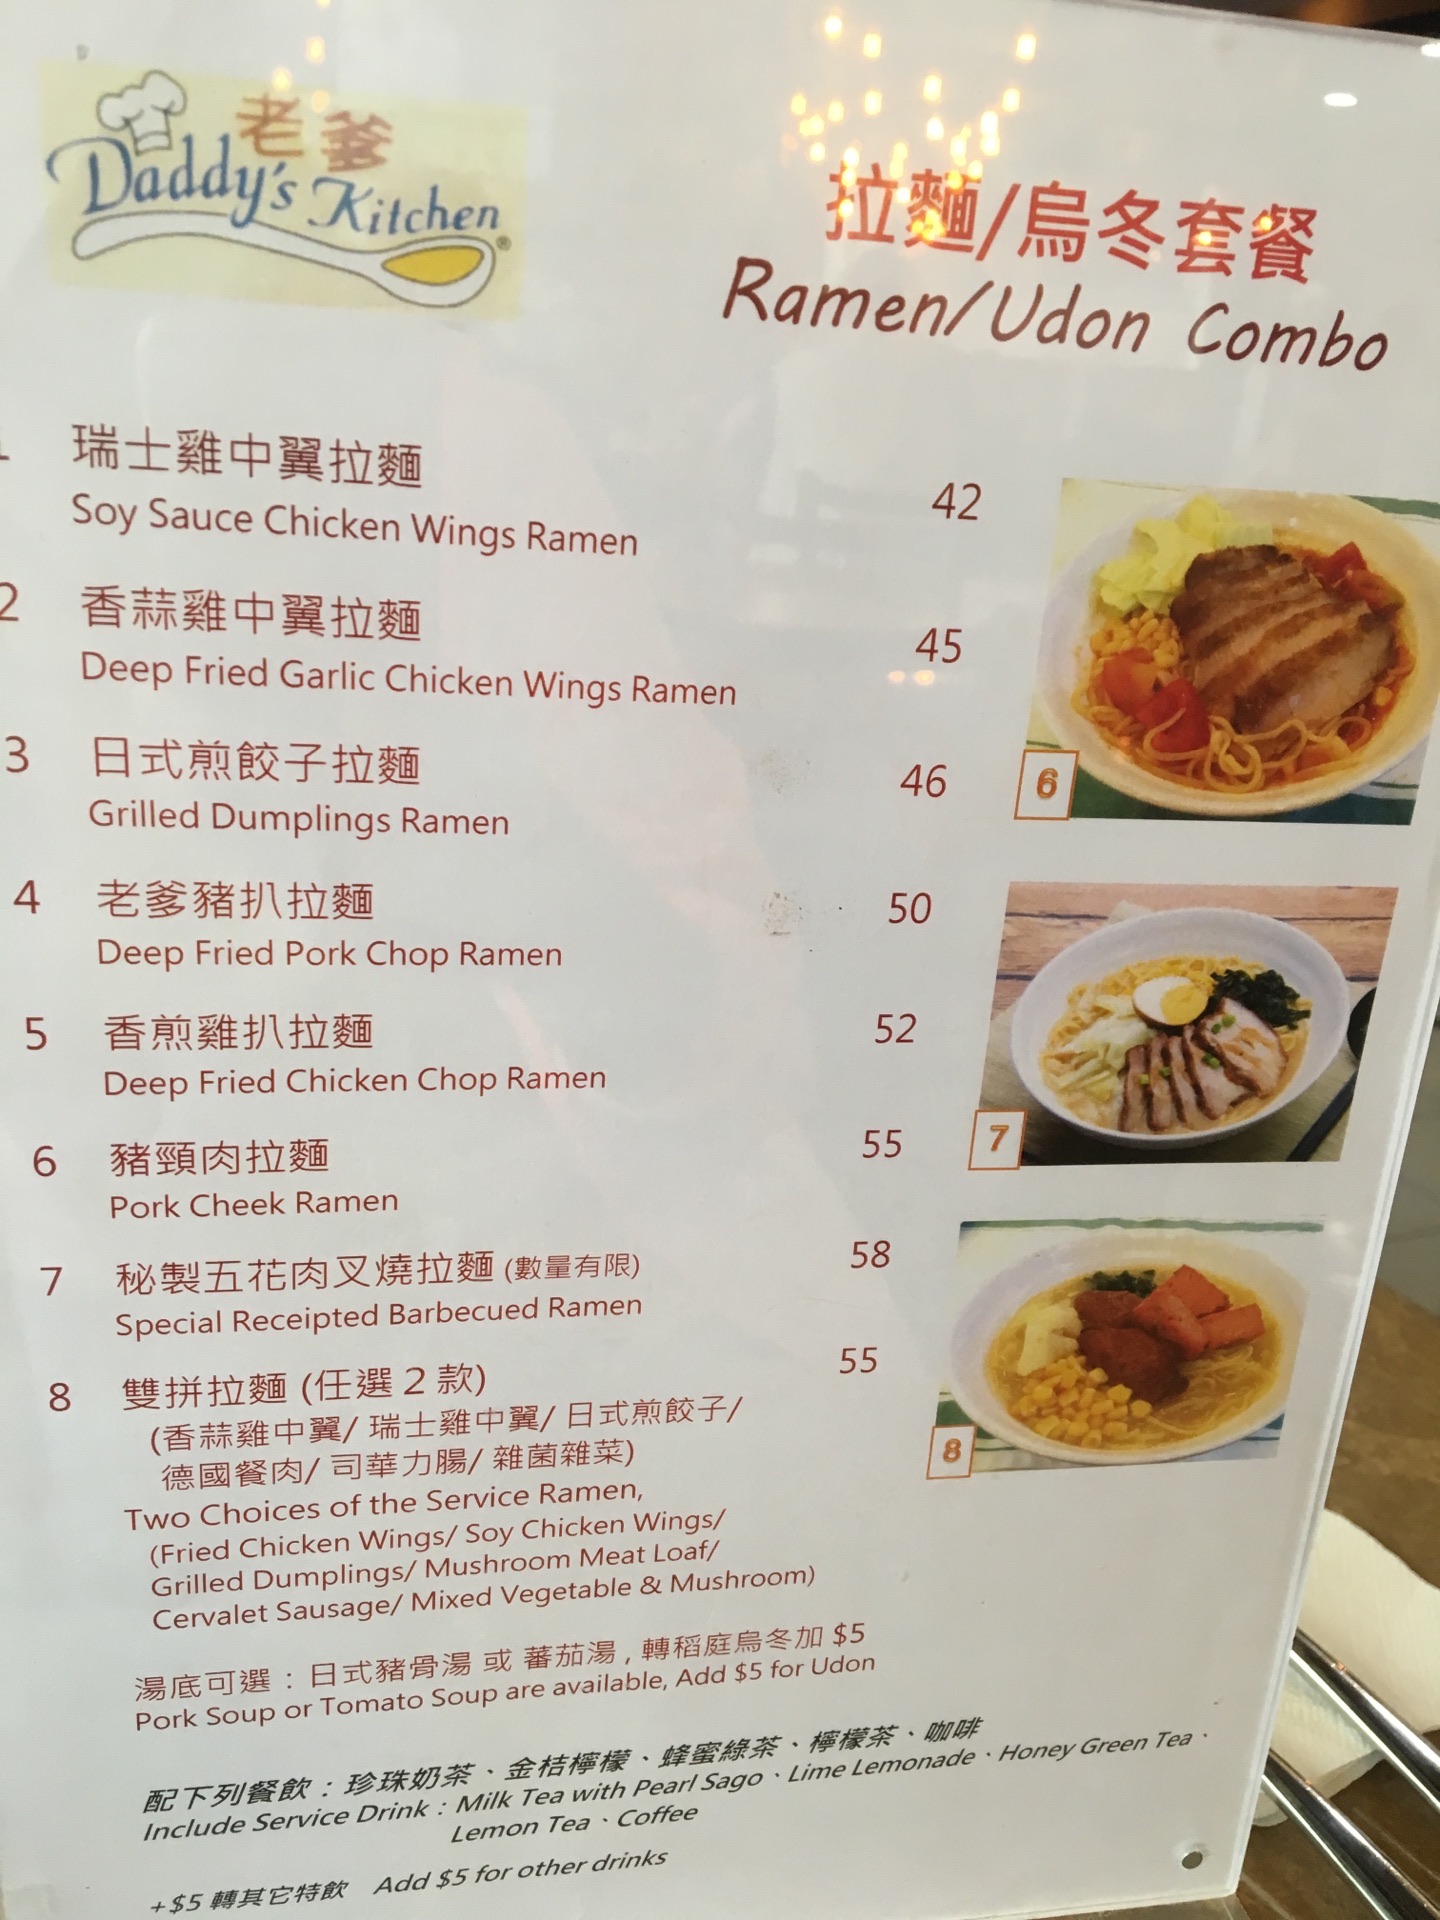 老爹
Daddy's Kitchen®
拉麵/烏冬套餐
Ramen/Udon Combo
1 瑞士雞中翼拉麵 42
Soy Sauce Chicken Wings Ramen
2 香蒜雞中翼拉麵 45
Deep Fried Garlic Chicken Wings Ramen
3 日式煎餃子拉麵 46
Grilled Dumplings Ramen
4 老爹豬扒拉麵 50
Deep Fried Pork Chop Ramen
5 香煎雞扒拉麵 52
Deep Fried Chicken Chop Ramen
6 豬頸肉拉麵 55
Pork Cheek Ramen
7 秘製五花肉叉燒拉麵 (數量有限) 58
Special Receipted Barbecued Ramen
8 雙拼拉麵 (任選 2 款) 55
(香蒜雞中翼/ 瑞士雞中翼/ 日式煎餃子/
德國餐肉/ 司華力腸/ 雜菌雜菜)
Two Choices of the Service Ramen,
(Fried Chicken Wings/ Soy Chicken Wings/
Grilled Dumplings/ Mushroom Meat Loaf/
Cervalet Sausage/ Mixed Vegetable & Mushroom)
湯底可選：日式豬骨湯 或 蕃茄湯 , 轉稻庭烏冬加 $5
Pork Soup or Tomato Soup are available, Add $5 for Udon
配下列餐飲：珍珠奶茶、金桔檸檬、蜂蜜綠茶、檸檬茶、咖啡
Include Service Drink：Milk Tea with Pearl Sago、Lime Lemonade、Honey Green Tea、
Lemon Tea、Coffee
+$5 轉其它特飲 Add $5 for other drinks
6
7
8